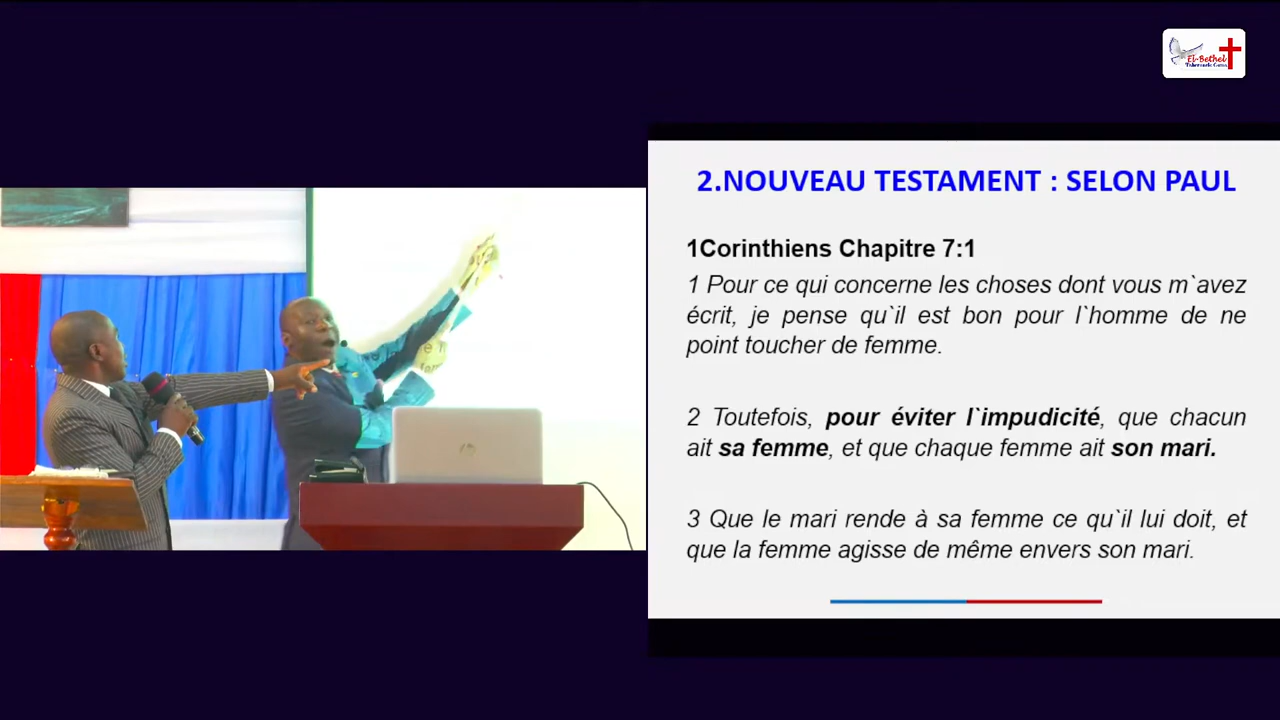 El-Bethel
2.NOUVEAU TESTAMENT : SELON PAUL
1Corinthiens Chapitre 7:1
1 Pour ce qui concerne les choses dont vous m`avez
écrit, je pense qu`il est bon pour l`homme de ne
point toucher de femme.
2 Toutefois, pour éviter l`impudicité, que chacun
ait sa femme, et que chaque femme ait son mari.
3 Que le mari rende à sa femme ce qu`il lui doit, et
que la femme agisse de même envers son mari.